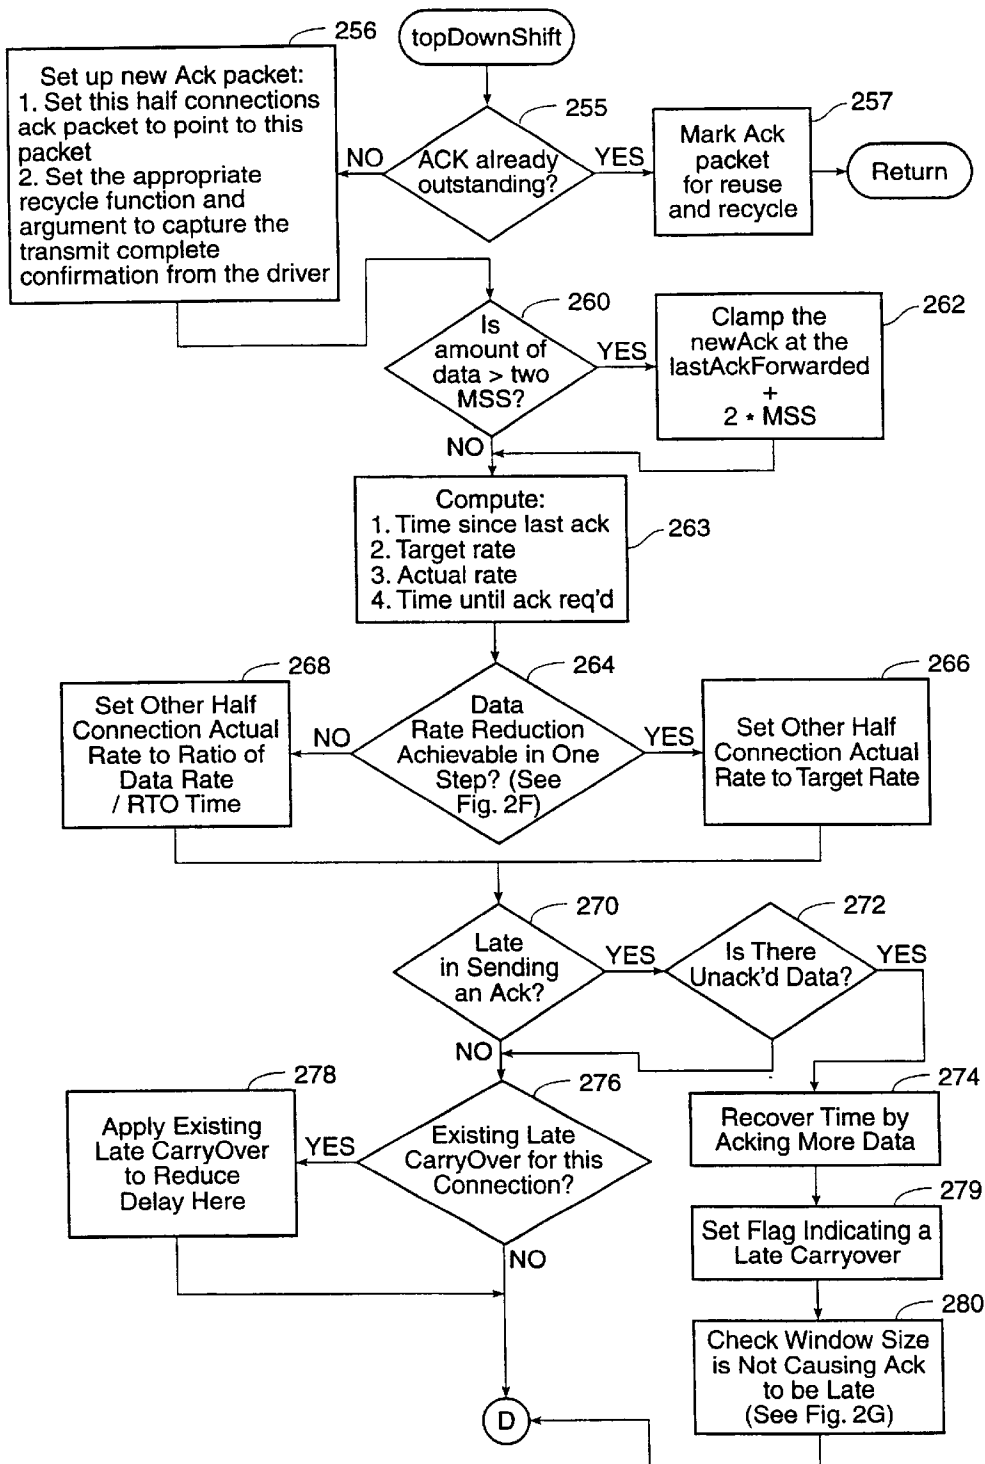 256
topDownShift
Set up new Ack packet:
1. Set this half connections
ack packet to point to this
packet
2. Set the appropriate
recycle function and
argument to capture the
transmit complete
confirmation from the driver
255
ACK already
outstanding?
NO
YES
257
Mark Ack
packet
for reuse
and recycle
Return
260
Is
amount of
data > two
MSS?
YES
NO
262
Clamp the
newAck at the
lastAckForwarded
+
2 * MSS
Compute:
1. Time since last ack
2. Target rate
3. Actual rate
4. Time until ack req'd
263
268
Set Other Half
Connection Actual
Rate to Ratio of
Data Rate
/ RTO Time
264
Data
Rate Reduction
Achievable in One
Step? (See
Fig. 2F)
NO
YES
266
Set Other Half
Connection Actual
Rate to Target Rate
270
Late
in Sending
an Ack?
YES
NO
272
Is There
Unack'd Data?
YES
278
Apply Existing
Late CarryOver
to Reduce
Delay Here
276
Existing Late
CarryOver for this
Connection?
YES
NO
274
Recover Time by
Acking More Data
279
Set Flag Indicating a
Late Carryover
280
Check Window Size
is Not Causing Ack
to be Late
(See Fig. 2G)
D